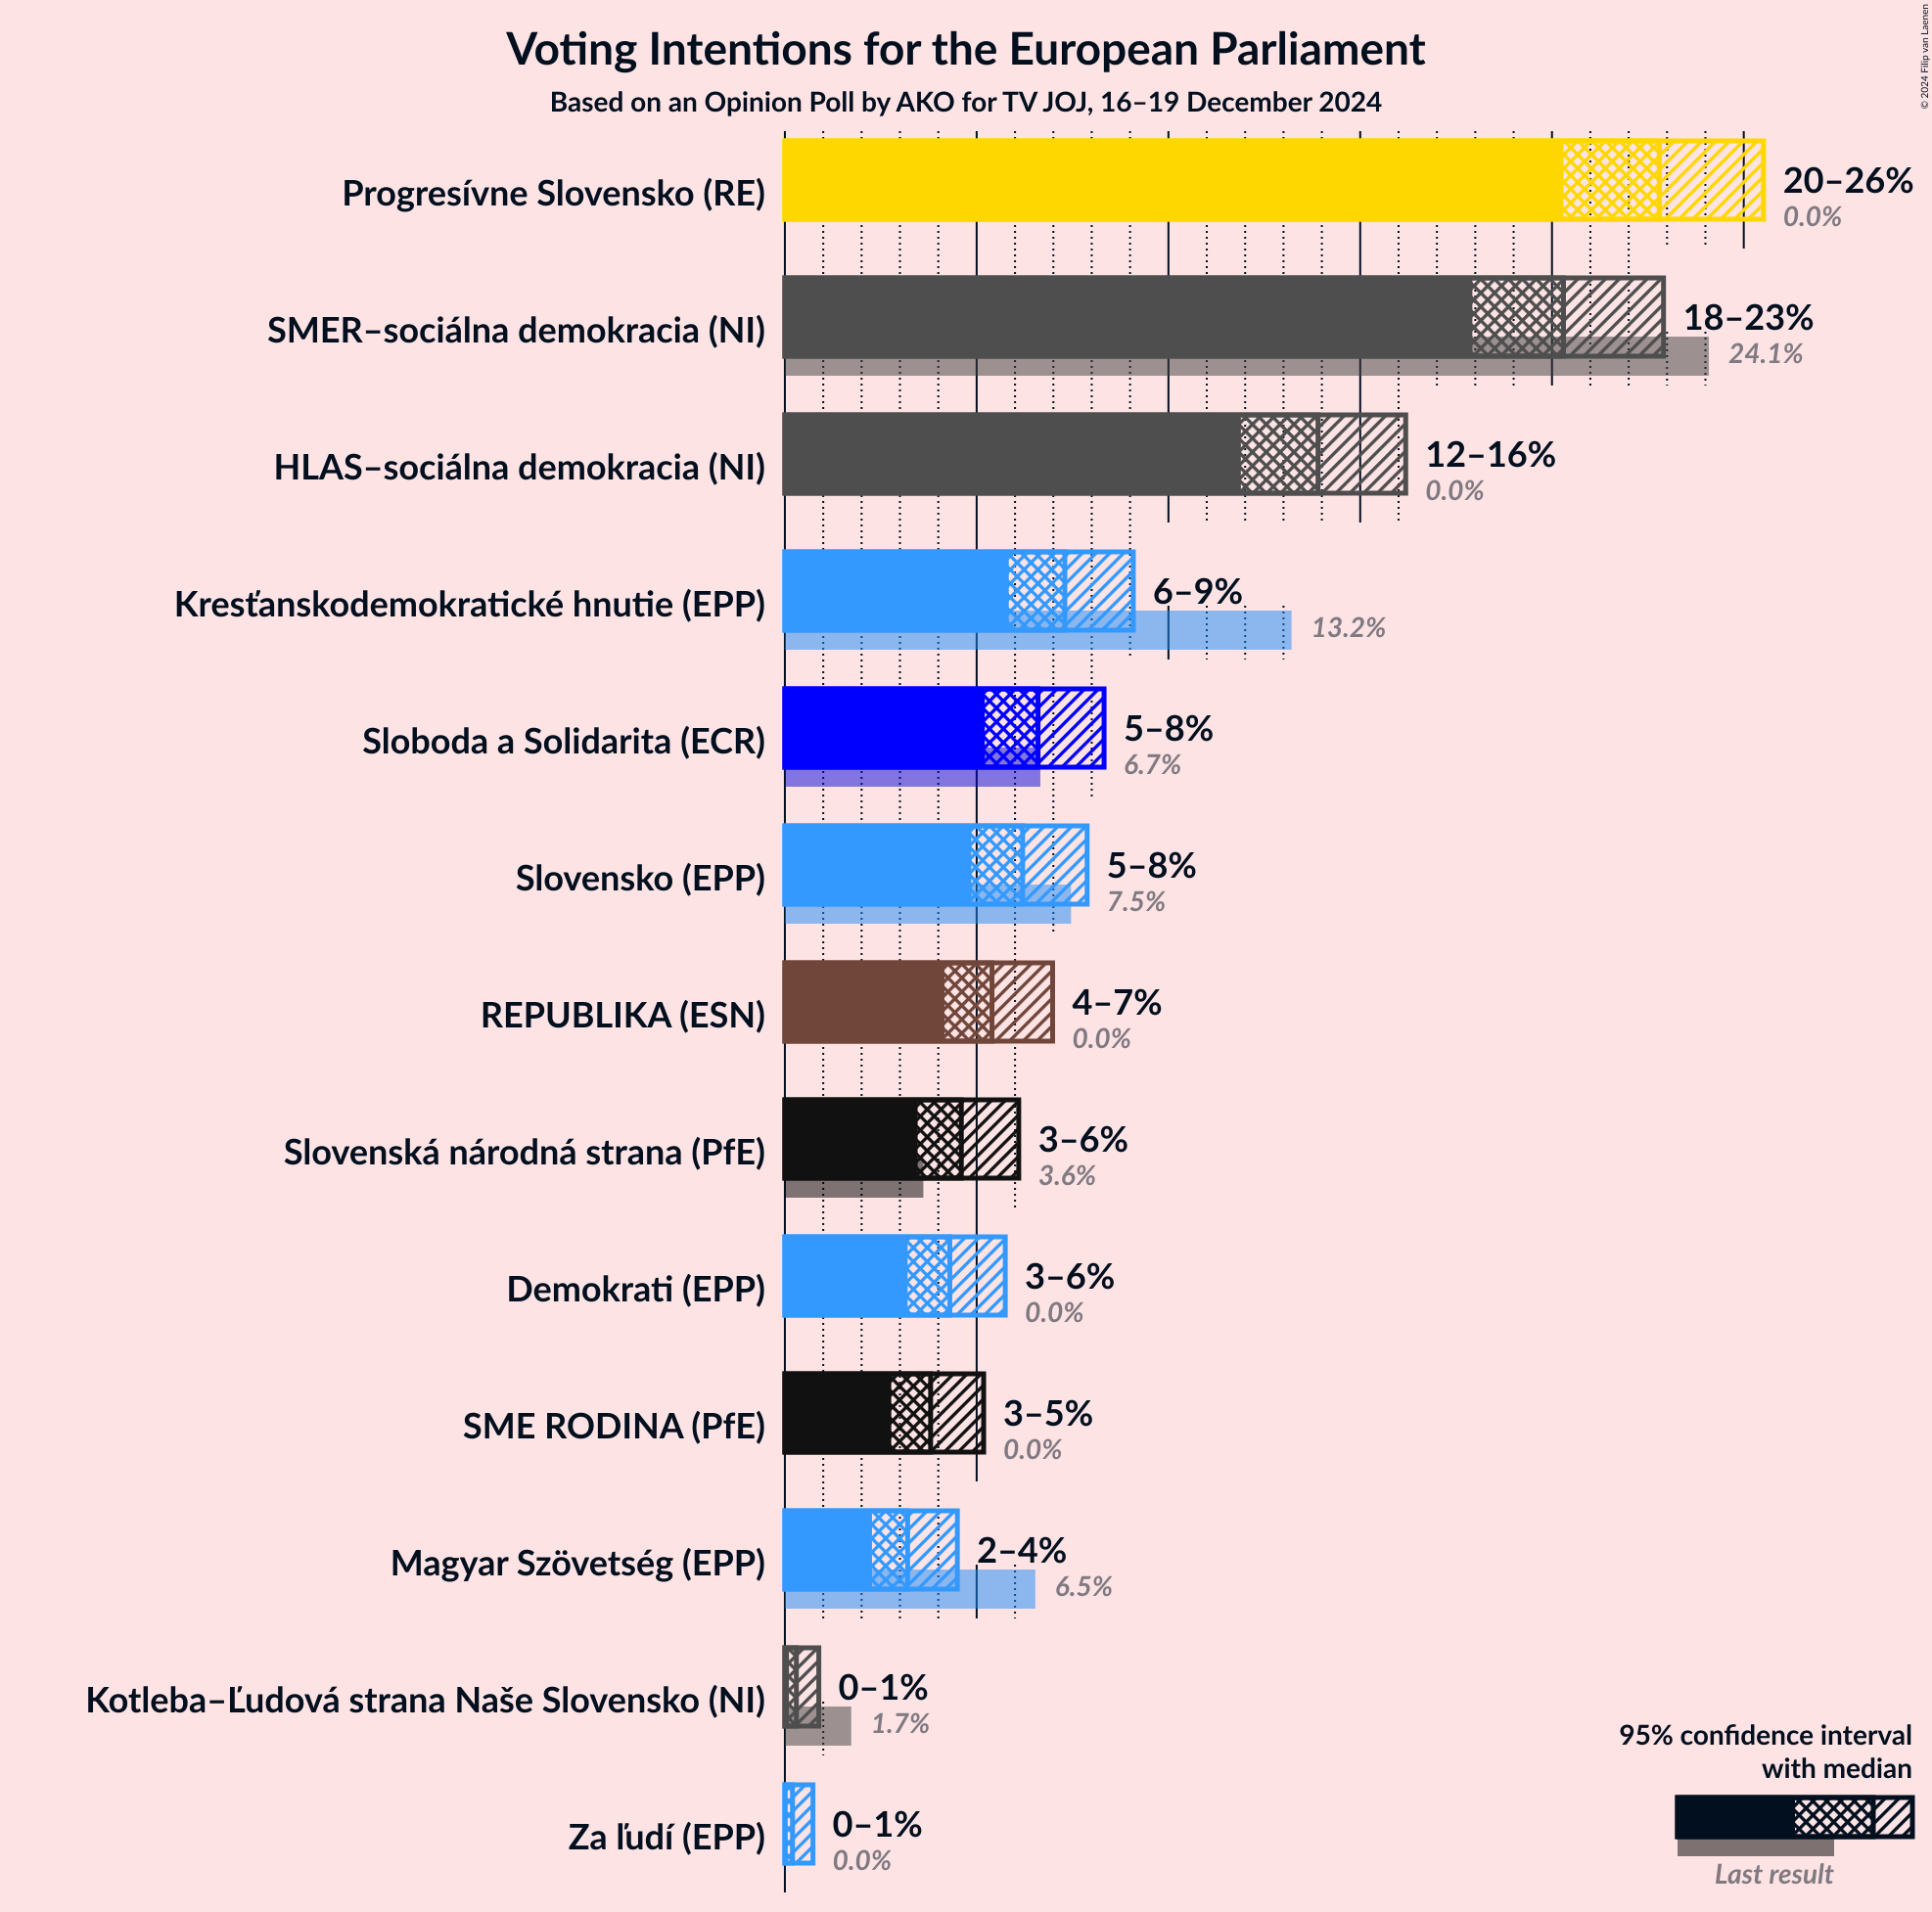 Voting Intentions for the European Parliament
Based on an Opinion Poll by AKO for TV JOJ, 16–19 December 2024
© 2024 Filip van Laenen
Progresívne Slovensko (RE)
20–26%
0.0%
SMER–sociálna demokracia (NI)
18–23%
24.1%
HLAS–sociálna demokracia (NI)
12–16%
0.0%
Kresťanskodemokratické hnutie (EPP)
6–9%
13.2%
Sloboda a Solidarita (ECR)
5–8%
6.7%
Slovensko (EPP)
5–8%
7.5%
REPUBLIKA (ESN)
4–7%
0.0%
Slovenská národná strana (PfE)
3–6%
3.6%
Demokrati (EPP)
3–6%
0.0%
SME RODINA (PfE)
3–5%
0.0%
Magyar Szövetség (EPP)
2–4%
6.5%
Kotleba–Ľudová strana Naše Slovensko (NI)
0–1%
1.7%
Za ľudí (EPP)
0–1%
0.0%
95% confidence interval
with median
Last result